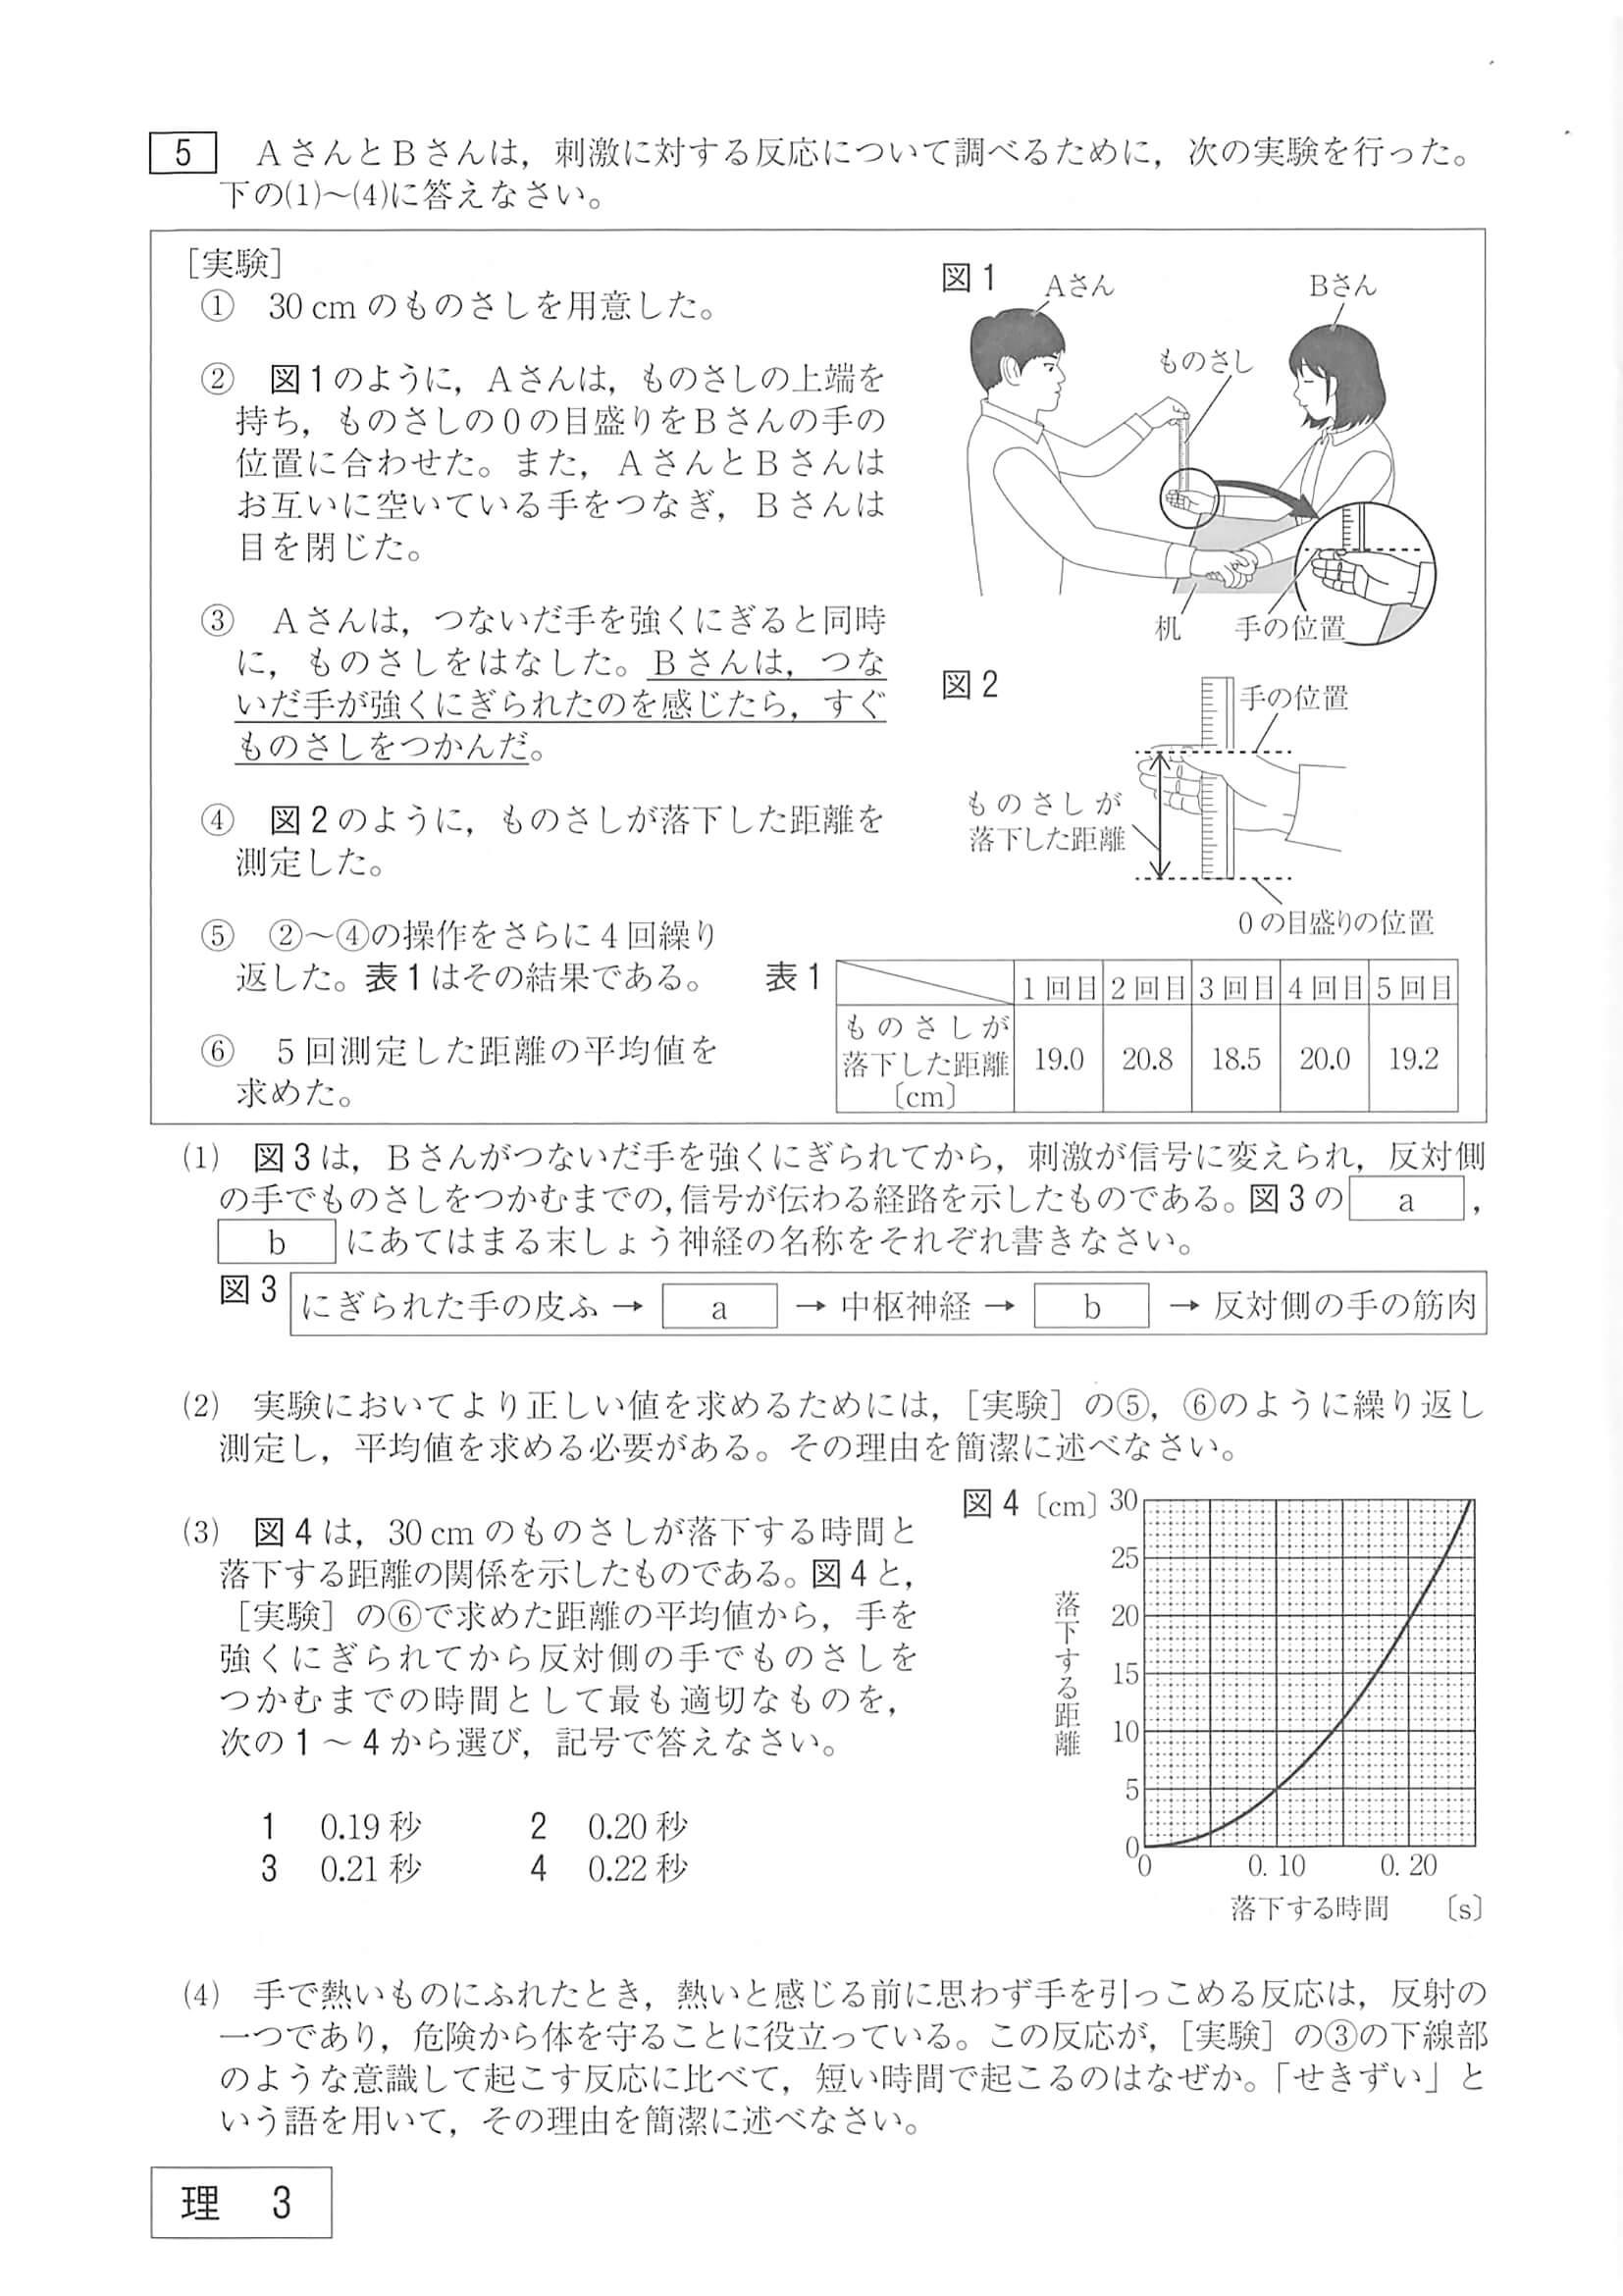 5 AさんとBさんは，刺激に対する反応について調べるために，次の実験を行った。
下の(1)～(4)に答えなさい。
［実験］
① 30 cm のものさしを用意した。
② 図1のように，Aさんは，ものさしの上端を
持ち，ものさしの0の目盛りをBさんの手の
位置に合わせた。また，AさんとBさんは
お互いに空いている手をつなぎ，Bさんは
目を閉じた。
③ Aさんは，つないだ手を強くにぎると同時
に，ものさしをはなした。Bさんは，つな
いだ手が強くにぎられたのを感じたら，すぐ
ものさしをつかんだ。
④ 図2のように，ものさしが落下した距離を
測定した。
⑤ ②～④の操作をさらに4回繰り
返した。表1はその結果である。
⑥ 5回測定した距離の平均値を
求めた。
図1
Aさん
Bさん
ものさし
机
手の位置
図2
手の位置
ものさしが
落下した距離
0の目盛りの位置
表1
1回目 2回目 3回目 4回目 5回目
ものさしが
落下した距離
〔cm〕
19.0 20.8 18.5 20.0 19.2
(1) 図3は，Bさんがつないだ手を強くにぎられてから，刺激が信号に変えられ，反対側
の手でものさしをつかむまでの，信号が伝わる経路を示したものである。図3の a ，
b にあてはまる末しょう神経の名称をそれぞれ書きなさい。
図3
にぎられた手の皮ふ → a → 中枢神経 → b → 反対側の手の筋肉
(2) 実験においてより正しい値を求めるためには，［実験］の⑤，⑥のように繰り返し
測定し，平均値を求める必要がある。その理由を簡潔に述べなさい。
(3) 図4は，30 cm のものさしが落下する時間と
落下する距離の関係を示したものである。図4と，
［実験］の⑥で求めた距離の平均値から，手を
強くにぎられてから反対側の手でものさしを
つかむまでの時間として最も適切なものを，
次の1～4から選び，記号で答えなさい。
1 0.19 秒 2 0.20 秒
3 0.21 秒 4 0.22 秒
図4 〔cm〕 30
25
20
15
10
5
0
落下する距離
0 0.10 0.20
落下する時間 〔s〕
(4) 手で熱いものにふれたとき，熱いと感じる前に思わず手を引っこめる反応は，反射の
一つであり，危険から体を守ることに役立っている。この反応が，［実験］の③の下線部
のような意識して起こす反応に比べて，短い時間で起こるのはなぜか。「せきずい」と
いう語を用いて，その理由を簡潔に述べなさい。
理 3